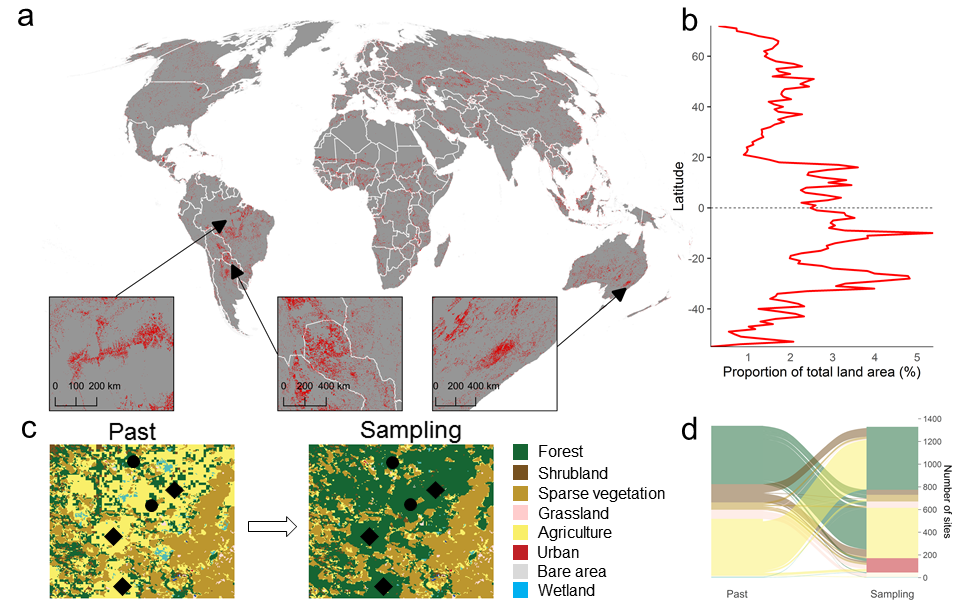 a
0 100 200 km
0 200 400 km
0 200 400 km
b
Latitude
60
40
20
0
-20
-40
1 2 3 4 5
Proportion of total land area (%)
c
Past
Sampling
Forest
Shrubland
Sparse vegetation
Grassland
Agriculture
Urban
Bare area
Wetland
d
1400
1200
1000
800
600
400
200
0
Number of sites
Past
Sampling